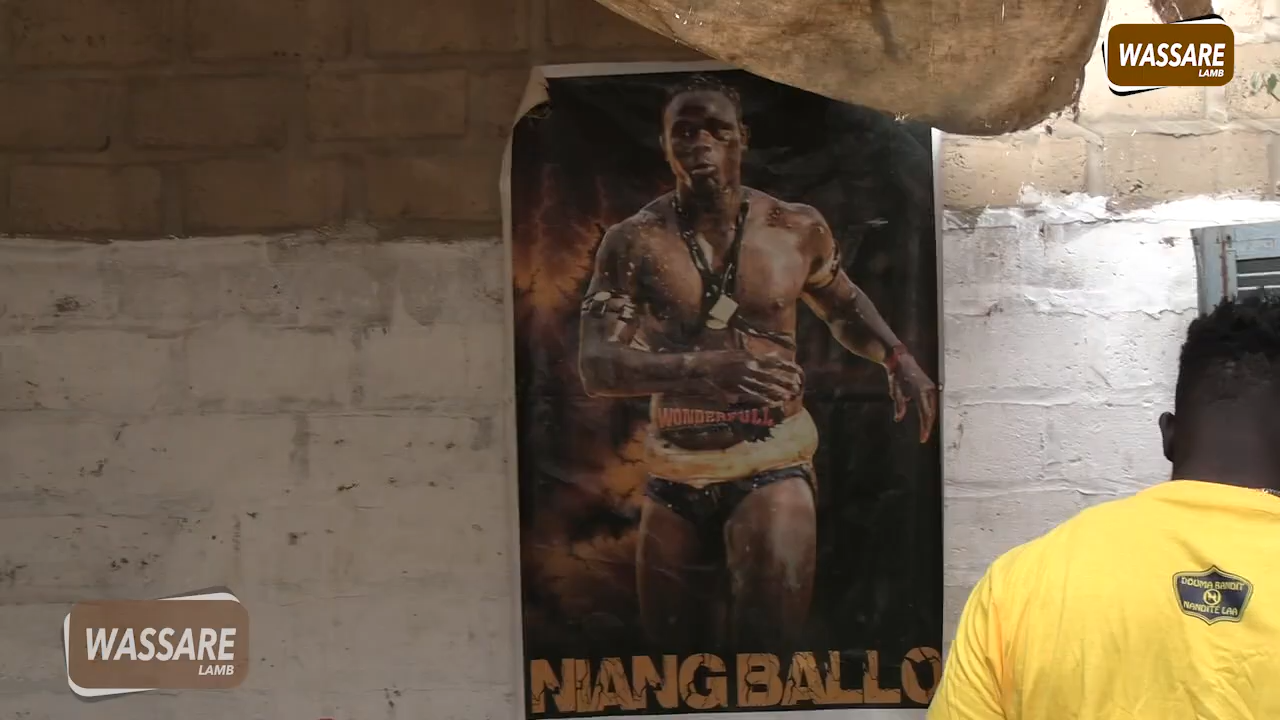 WASSARE
LAMB
WONDERFULL
DOUMA BANDIT
NANDITE LAA
WASSARE
LAMB
NIANG BALLO